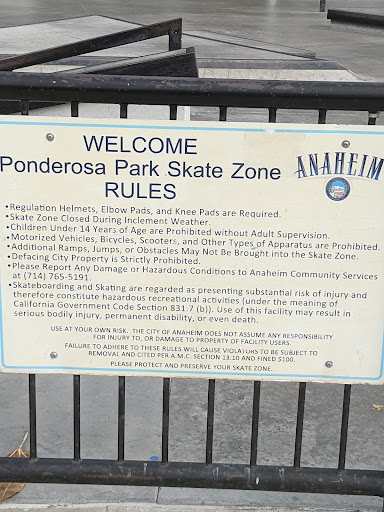 WELCOME
Ponderosa Park Skate Zone
RULES
ANAHEIM
•Regulation Helmets, Elbow Pads, and Knee Pads are Required.
•Skate Zone Closed During Inclement Weather.
•Children Under 14 Years of Age are Prohibited without Adult Supervision.
•Motorized Vehicles, Bicycles, Scooters, and Other Types of Apparatus are Prohibited.
•Additional Ramps, Jumps, or Obstacles May Not Be Brought into the Skate Zone.
•Defacing City Property is Strictly Prohibited.
•Please Report Any Damage or Hazardous Conditions to Anaheim Community Services
at (714) 765-5191.
•Skateboarding and Skating are regarded as presenting substantial risk of injury and
therefore constitute hazardous recreational activities (under the meaning of
California Government Code Section 831.7 (b)). Use of this facility may result in
serious bodily injury, permanent disability, or even death.
USE AT YOUR OWN RISK. THE CITY OF ANAHEIM DOES NOT ASSUME ANY RESPONSIBILITY
FOR INJURY TO, OR DAMAGE TO PROPERTY OF FACILITY USERS.
FAILURE TO ADHERE TO THESE RULES WILL CAUSE VIOLATORS TO BE SUBJECT TO
REMOVAL AND CITED PER A.M.C. SECTION 13.10 AND FINED $100.
PLEASE PROTECT AND PRESERVE YOUR SKATE ZONE.